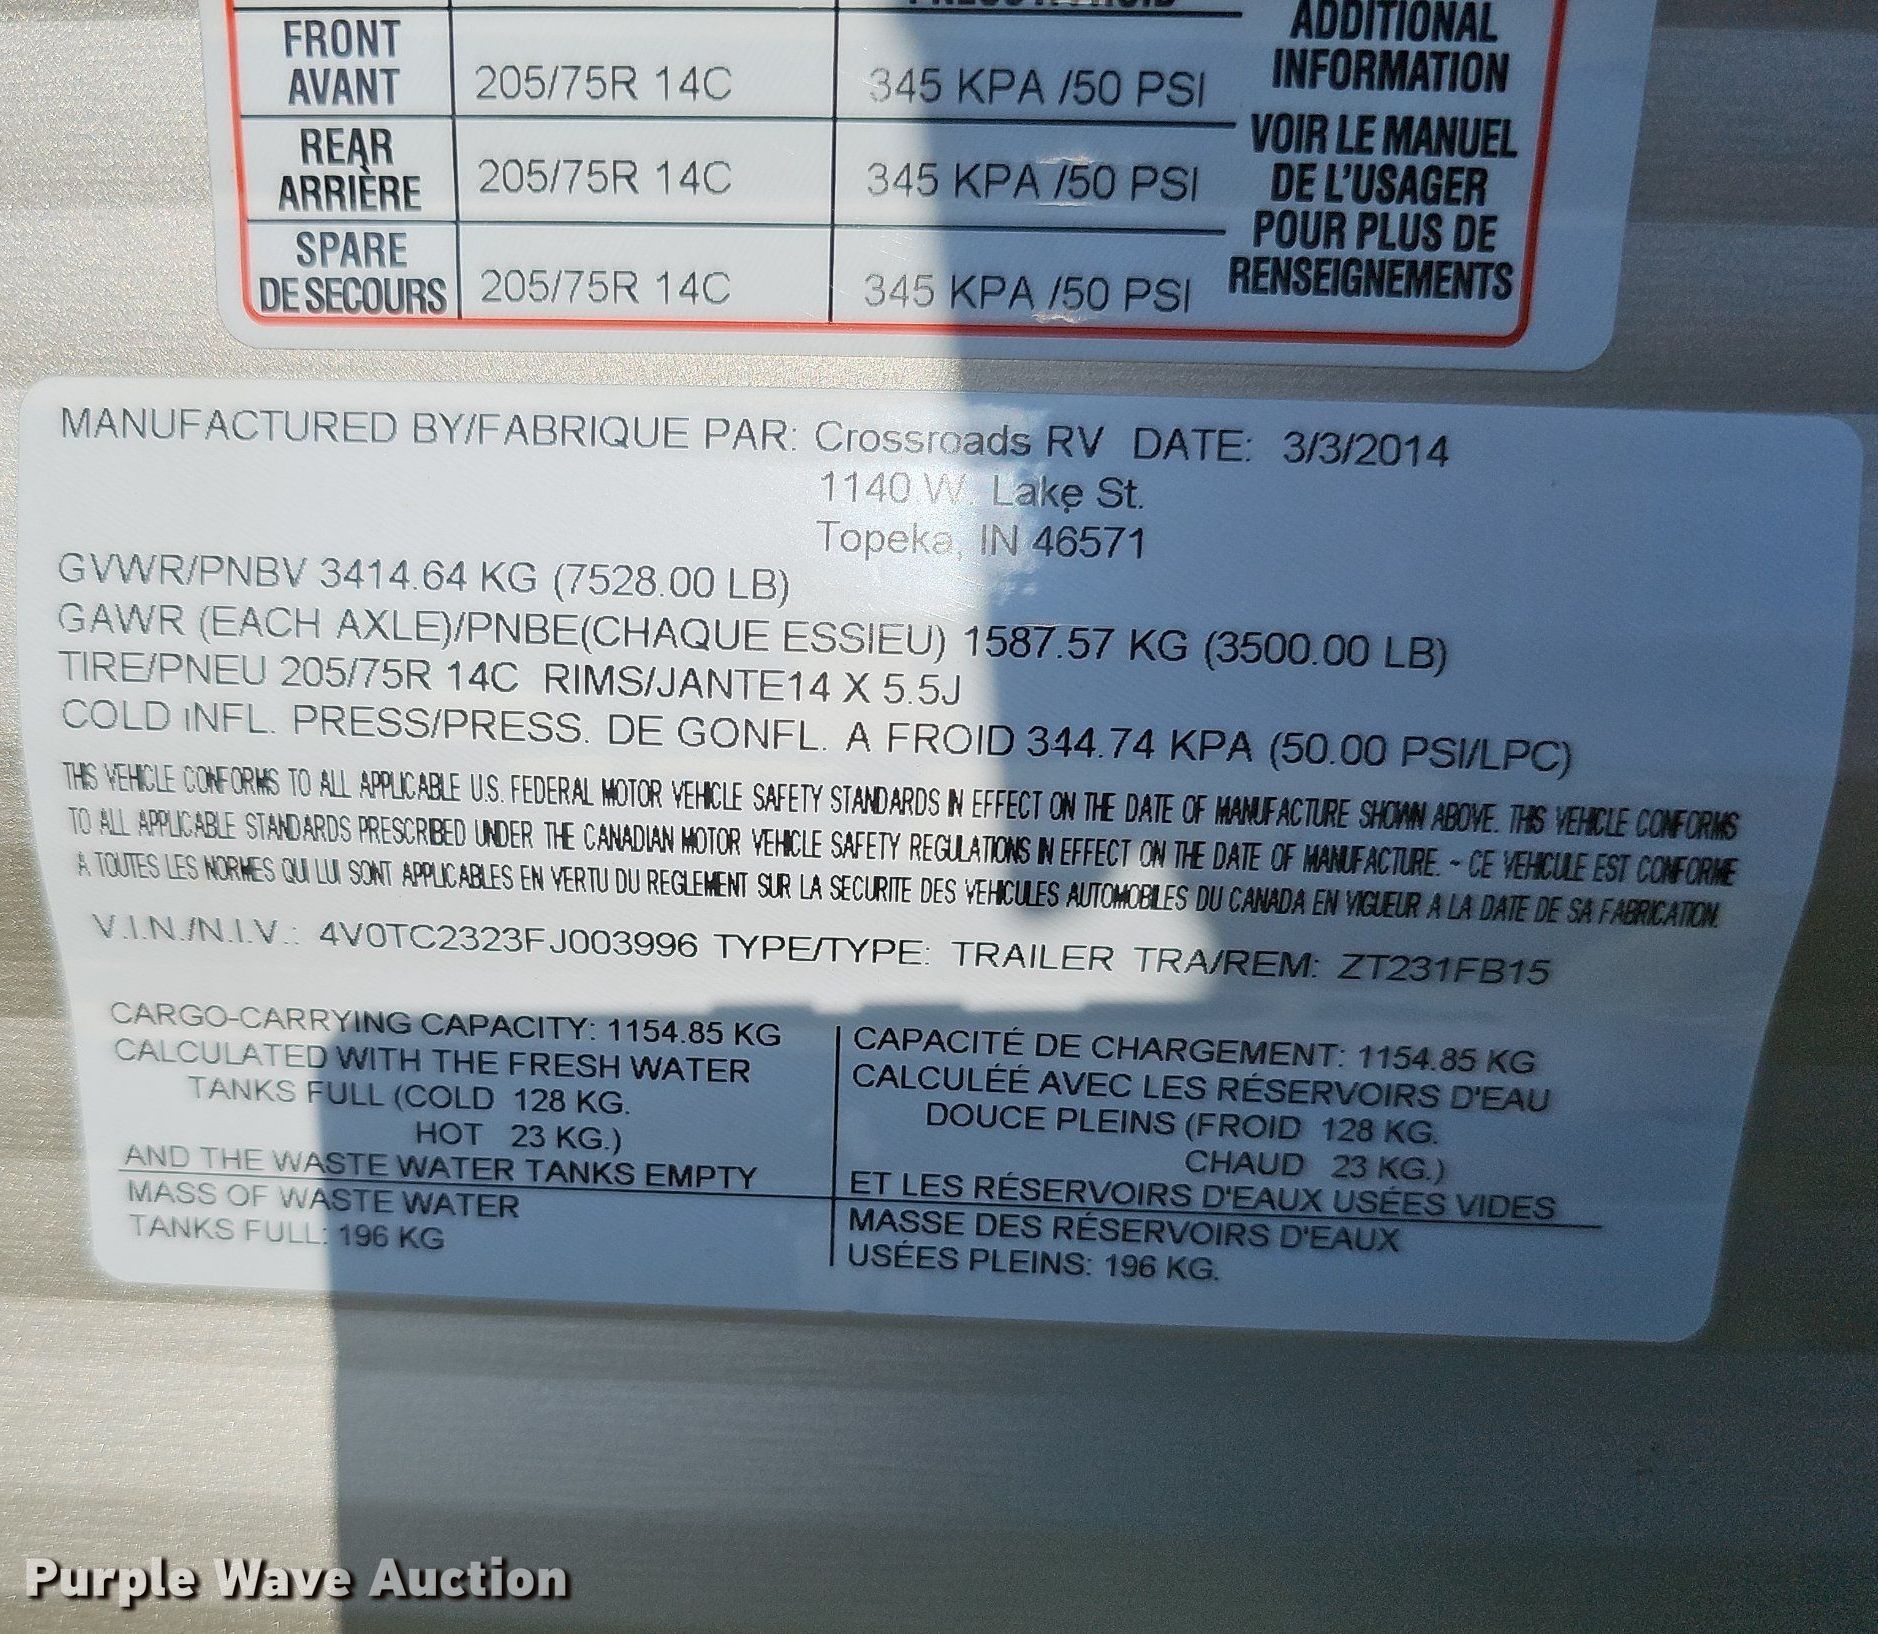 FRONT
AVANT
205/75R 14C
345 KPA /50 PSI
REAR
ARRIÈRE
205/75R 14C
345 KPA /50 PSI
SPARE
DE SECOURS
205/75R 14C
345 KPA /50 PSI
ADDITIONAL
INFORMATION
VOIR LE MANUEL
DE L'USAGER
POUR PLUS DE
RENSEIGNEMENTS
MANUFACTURED BY/FABRIQUE PAR: Crossroads RV DATE: 3/3/2014
1140 W. Lake St.
Topeka, IN 46571
GVWR/PNBV 3414.64 KG (7528.00 LB)
GAWR (EACH AXLE)/PNBE(CHAQUE ESSIEU) 1587.57 KG (3500.00 LB)
TIRE/PNEU 205/75R 14C RIMS/JANTE14 X 5.5J
COLD INFL. PRESS/PRESS. DE GONFL. A FROID 344.74 KPA (50.00 PSI/LPC)
THIS VEHICLE CONFORMS TO ALL APPLICABLE U.S. FEDERAL MOTOR VEHICLE SAFETY STANDARDS IN EFFECT ON THE DATE OF MANUFACTURE SHOWN ABOVE. THIS VEHICLE CONFORMS
TO ALL APPLICABLE STANDARDS PRESCRIBED UNDER THE CANADIAN MOTOR VEHICLE SAFETY REGULATIONS IN EFFECT ON THE DATE OF MANUFACTURE. ~ CE VEHICULE EST CONFORME
A TOUTES LES NORMES QUI LUI SONT APPLICABLES EN VERTU DU REGLEMENT SUR LA SECURITE DES VEHICULES AUTOMOBILES DU CANADA EN VIGUEUR A LA DATE DE SA FABRICATION.
V.I.N./N.I.V.: 4V0TC2323FJ003996 TYPE/TYPE: TRAILER TRA/REM: ZT231FB15
CARGO-CARRYING CAPACITY: 1154.85 KG
CALCULATED WITH THE FRESH WATER
TANKS FULL (COLD 128 KG.
HOT 23 KG.)
AND THE WASTE WATER TANKS EMPTY
MASS OF WASTE WATER
TANKS FULL: 196 KG
CAPACITÉ DE CHARGEMENT: 1154.85 KG
CALCULÉÉ AVEC LES RÉSERVOIRS D'EAU
DOUCE PLEINS (FROID 128 KG.
CHAUD 23 KG.)
ET LES RÉSERVOIRS D'EAUX USÉES VIDES
MASSE DES RÉSERVOIRS D'EAUX
USÉES PLEINS: 196 KG.
Purple Wave Auction